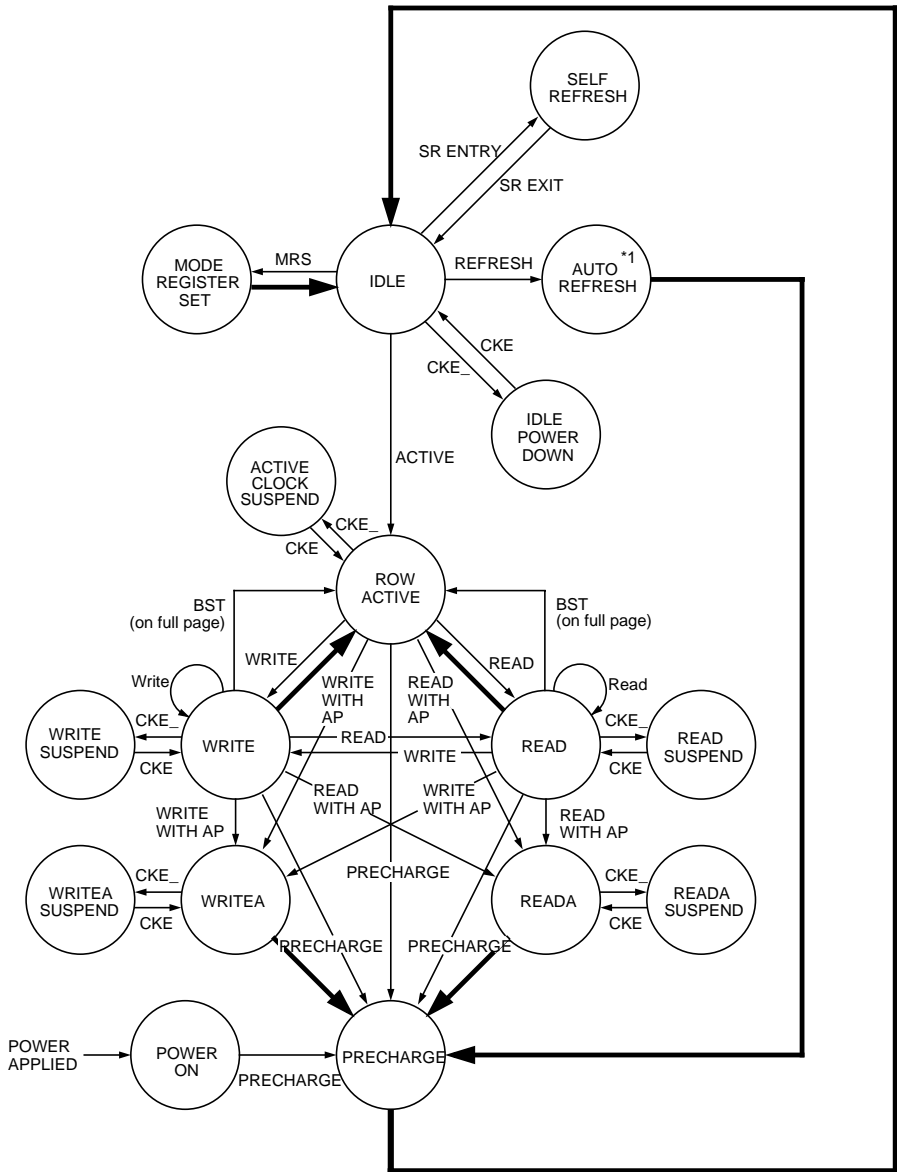 SELF
REFRESH
SR ENTRY
SR EXIT
MODE
REGISTER
SET
MRS
IDLE
REFRESH
AUTO *1
REFRESH
CKE
CKE_
IDLE
POWER
DOWN
ACTIVE
ACTIVE
CLOCK
SUSPEND
CKE_
CKE
ROW
ACTIVE
BST
(on full page)
BST
(on full page)
WRITE
READ
WRITE
WITH
AP
READ
WITH
AP
Write
Read
WRITE
SUSPEND
CKE_
CKE
WRITE
READ
WRITE
READ
CKE_
CKE
READ
SUSPEND
READ
WITH AP
WRITE
WITH AP
WRITE
WITH AP
READ
WITH AP
WRITEA
SUSPEND
CKE_
CKE
WRITEA
PRECHARGE
READA
CKE_
CKE
READA
SUSPEND
PRECHARGE
PRECHARGE
POWER
APPLIED
POWER
ON
PRECHARGE
PRECHARGE